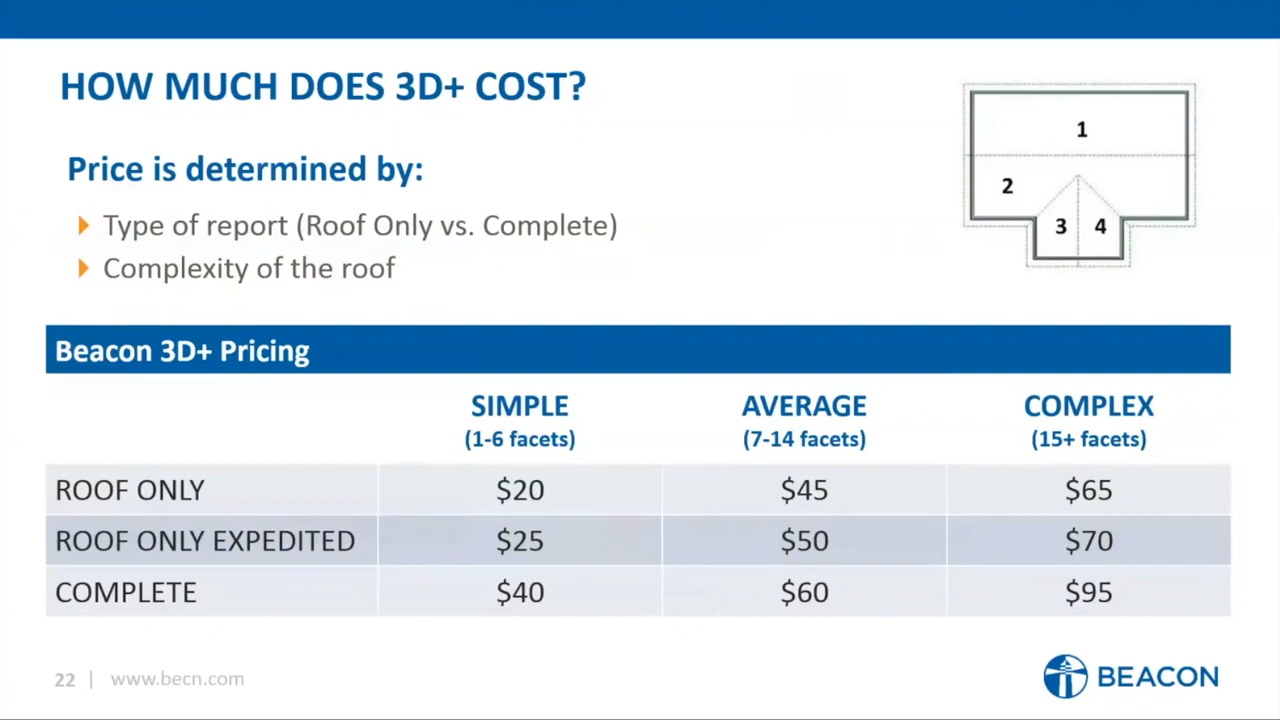 HOW MUCH DOES 3D+ COST?
1
2
3 4
Price is determined by:
Type of report (Roof Only vs. Complete)
Complexity of the roof
Beacon 3D+ Pricing
SIMPLE AVERAGE COMPLEX
(1-6 facets) (7-14 facets) (15+ facets)
ROOF ONLY $20 $45 $65
ROOF ONLY EXPEDITED $25 $50 $70
COMPLETE $40 $60 $95
22 | www.becn.com
BEACON